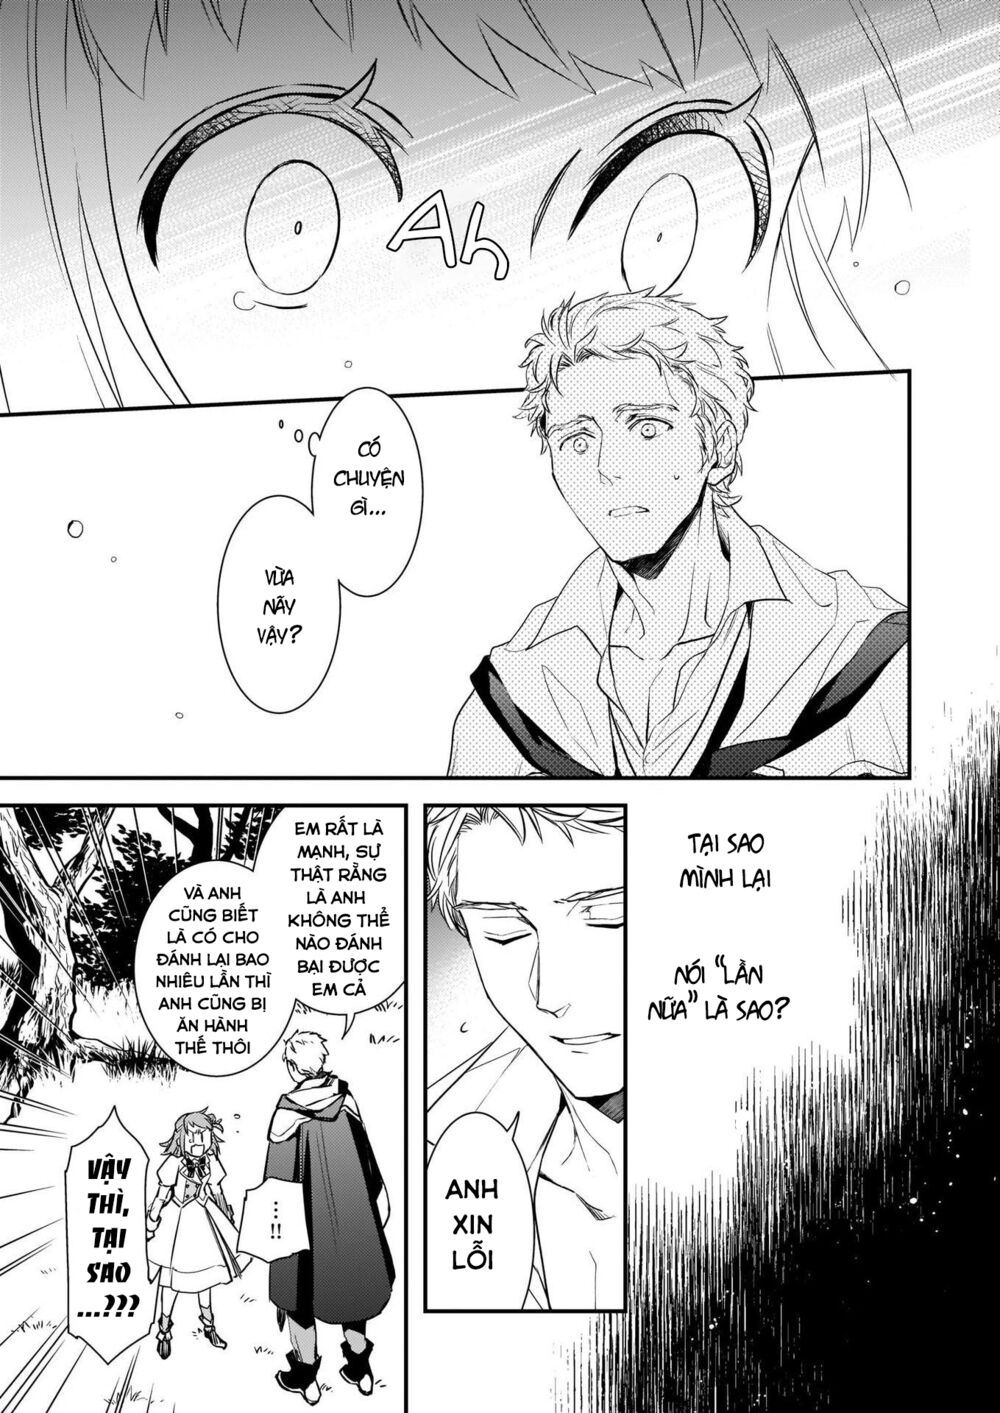 Ah
CÓ
CHUYỆN
GÌ...
VỪA
NÃY
VẬY?
TẠI SAO
MÌNH LẠI
NÓI "LẦN
NỮA" LÀ SAO?
ANH
XIN
LỖI
EM RẤT LÀ
MẠNH, SỰ
THẬT RẰNG
LÀ ANH
KHÔNG THỂ
NÀO ĐÁNH
BẠI ĐƯỢC
EM CẢ
VÀ ANH
CŨNG BIẾT
LÀ CÓ CHO
ĐÁNH LẠI BAO
NHIÊU LẦN THÌ
ANH CŨNG BỊ
ĂN HÀNH
THẾ THÔI
...!!
VẬY
THÌ,
TẠI
SAO
...???